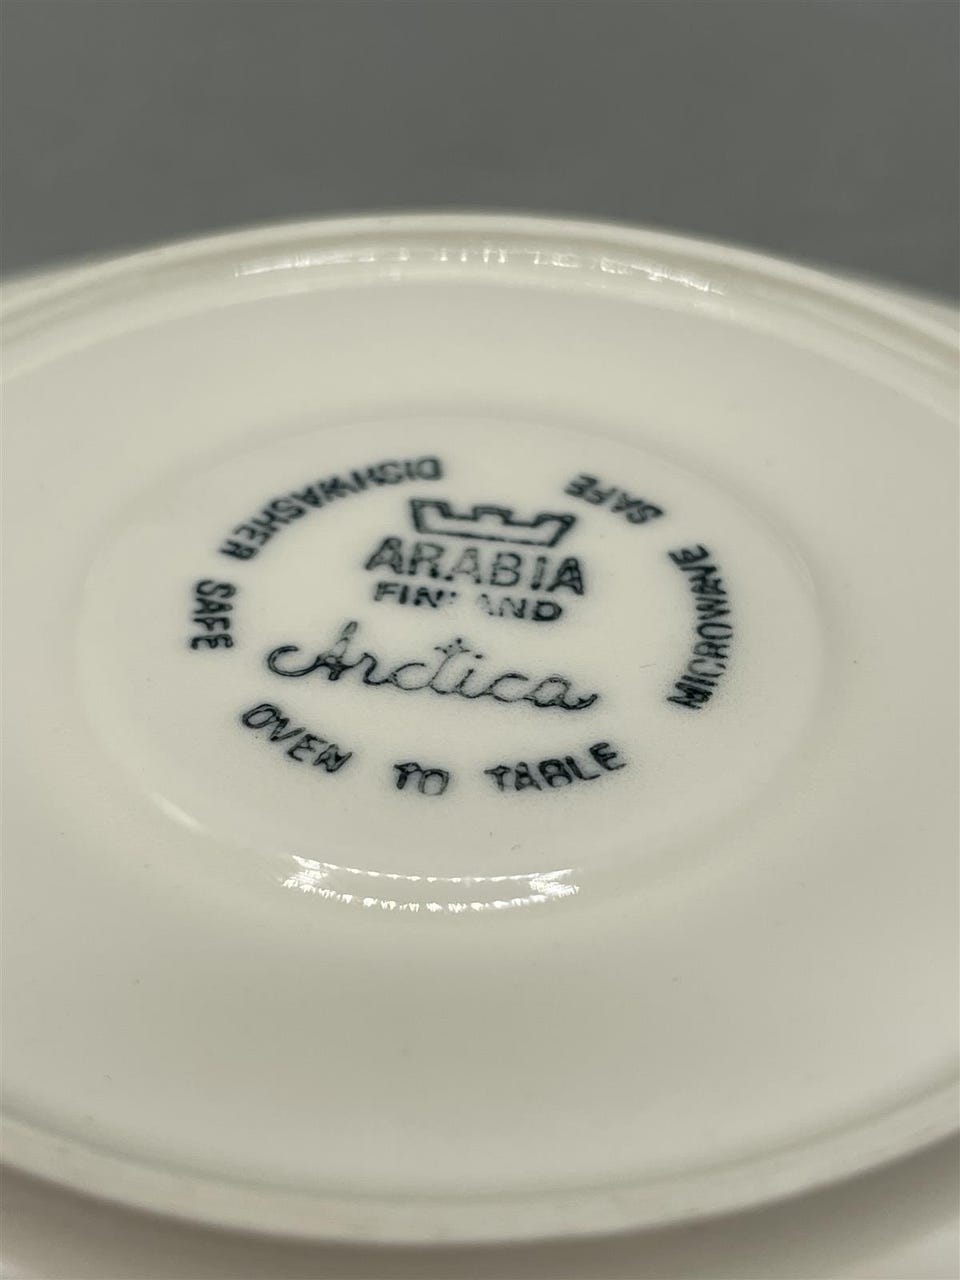 DISHWASHER SAFE
MICROWAVE SAFE
ARABIA
FINLAND
Arctica
OVEN TO TABLE